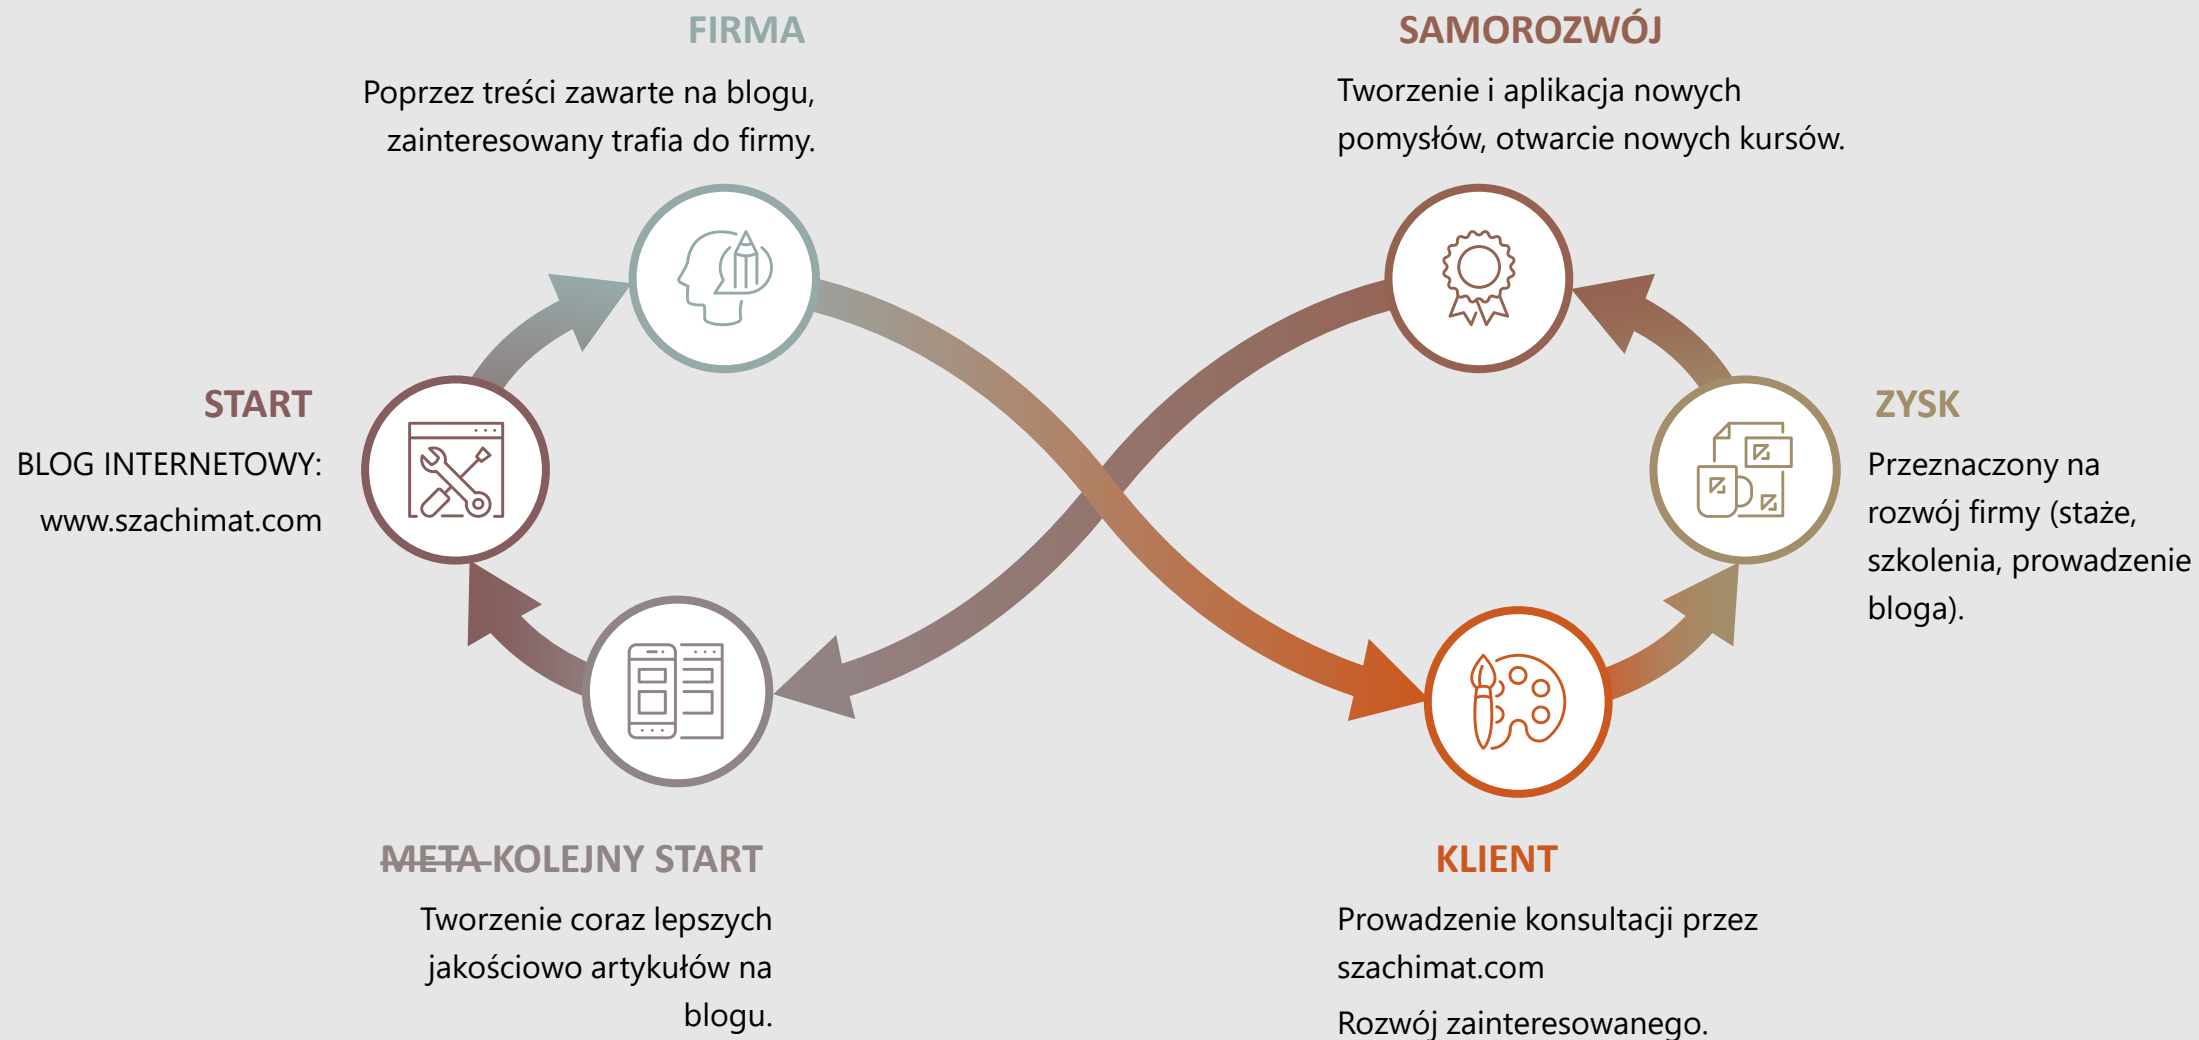 FIRMA
Poprzez treści zawarte na blogu,
zainteresowany trafia do firmy.
SAMOROZWÓJ
Tworzenie i aplikacja nowych
pomysłów, otwarcie nowych kursów.
START
BLOG INTERNETOWY:
www.szachimat.com
ZYSK
Przeznaczony na
rozwój firmy (staże,
szkolenia, prowadzenie
bloga).
META KOLEJNY START
Tworzenie coraz lepszych
jakościowo artykułów na
blogu.
KLIENT
Prowadzenie konsultacji przez
szachimat.com
Rozwój zainteresowanego.